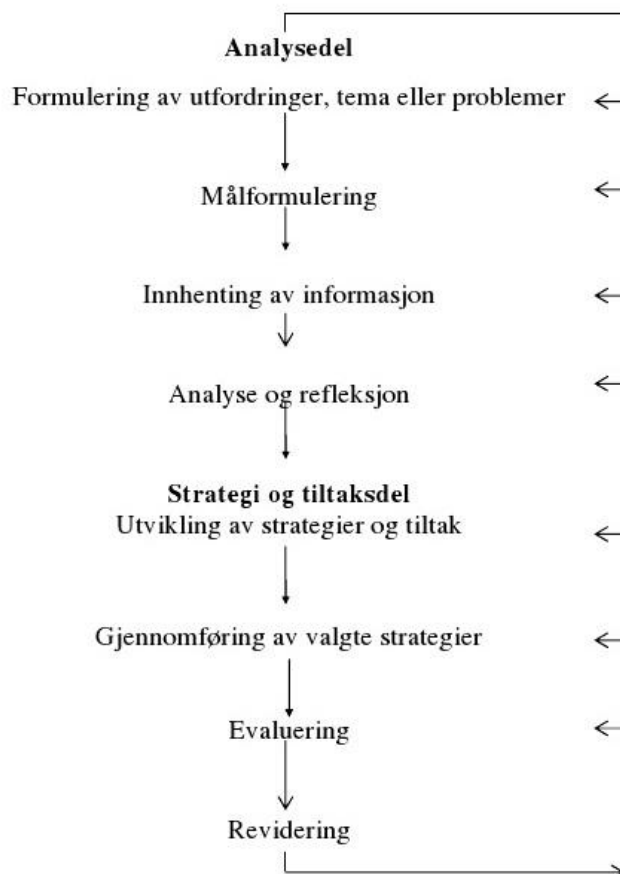 Analysedel
Formulering av utfordringer, tema eller problemer
Målformulering
Innhenting av informasjon
Analyse og refleksjon
Strategi og tiltaksdel
Utvikling av strategier og tiltak
Gjennomføring av valgte strategier
Evaluering
Revidering